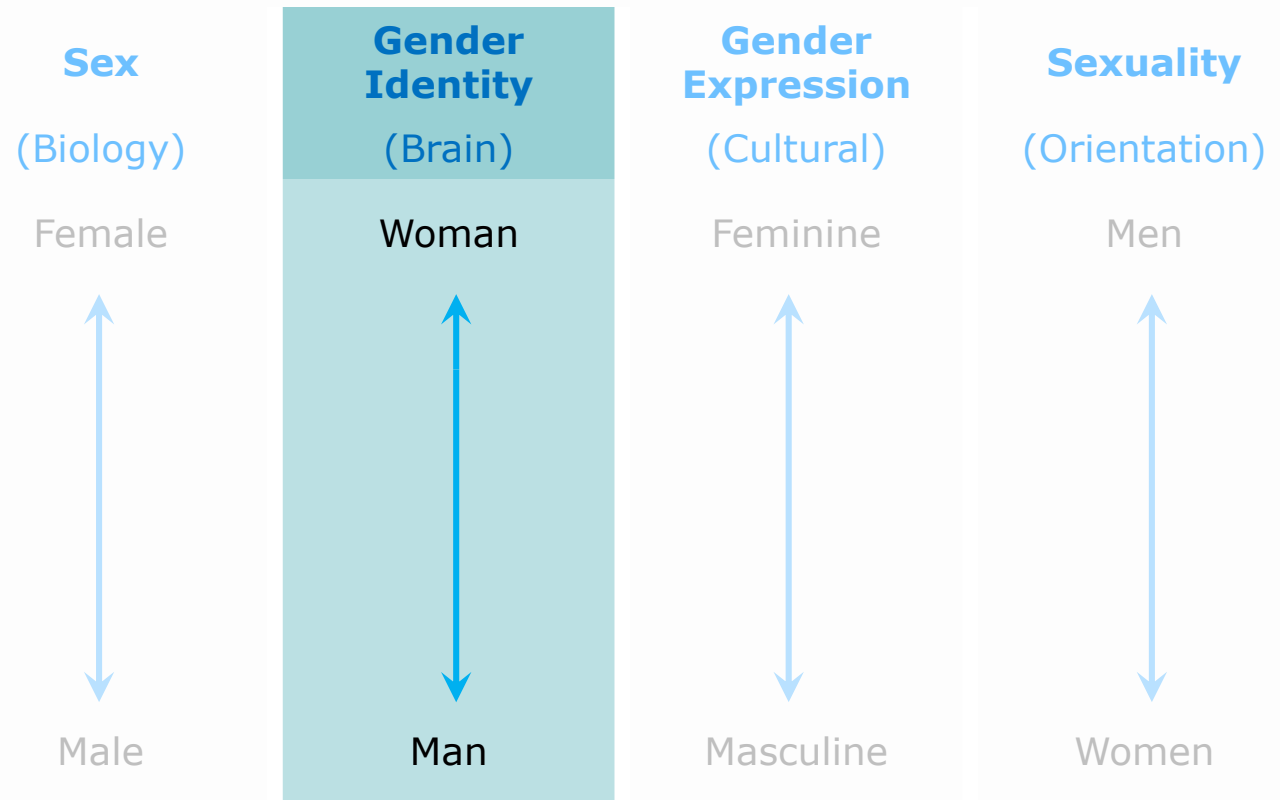 Sex
(Biology)
Female
Male
Gender
Identity
(Brain)
Woman
Man
Gender
Expression
(Cultural)
Feminine
Masculine
Sexuality
(Orientation)
Men
Women